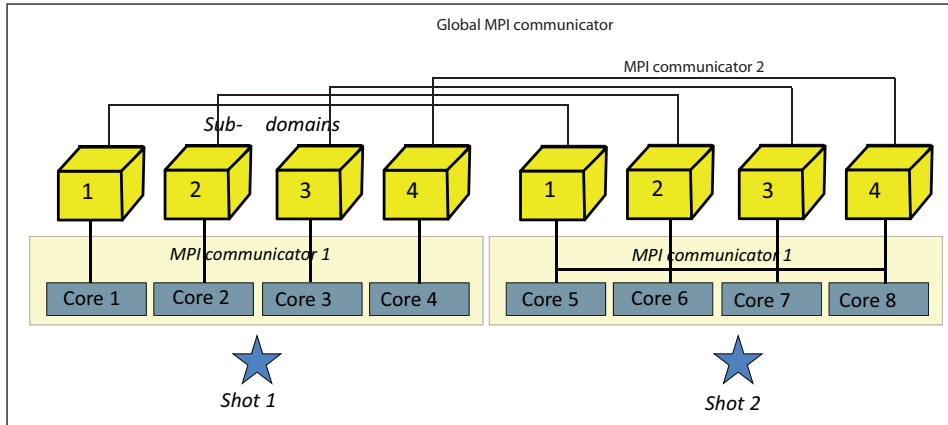 Global MPI communicator
MPI communicator 2
Sub- domains
1 2 3 4 1 2 3 4
MPI communicator 1 MPI communicator 1
Core 1 Core 2 Core 3 Core 4 Core 5 Core 6 Core 7 Core 8
Shot 1 Shot 2